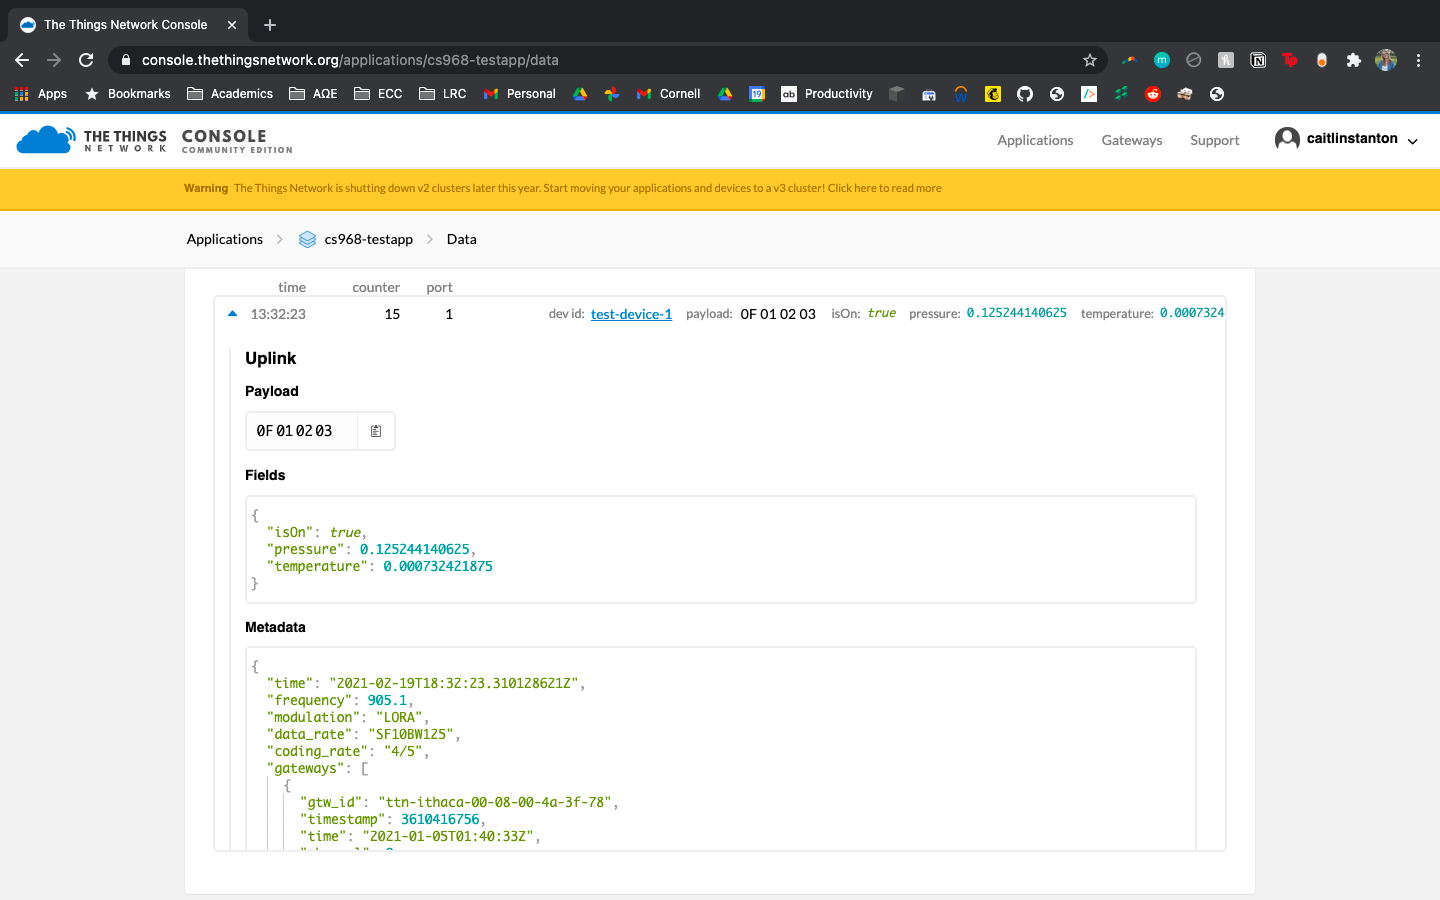 The Things Network Console
console.thethingsnetwork.org/applications/cs968-testapp/data
Apps Bookmarks Academics AQE ECC LRC Personal Cornell 19 ab Productivity
THE THINGS NETWORK CONSOLE COMMUNITY EDITION
Applications Gateways Support caitlinstanton
Warning The Things Network is shutting down v2 clusters later this year. Start moving your applications and devices to a v3 cluster! Click here to read more
Applications cs968-testapp Data
time counter port
13:32:23 15 1 dev id: test-device-1 payload: 0F 01 02 03 isOn: true pressure: 0.125244140625 temperature: 0.0007324
Uplink
Payload
0F 01 02 03
Fields
{
"isOn": true,
"pressure": 0.125244140625,
"temperature": 0.000732421875
}
Metadata
{
"time": "2021-02-19T18:32:23.310128621Z",
"frequency": 905.1,
"modulation": "LORA",
"data_rate": "SF10BW125",
"coding_rate": "4/5",
"gateways": [
{
"gtw_id": "ttn-ithaca-00-08-00-4a-3f-78",
"timestamp": 3610416756,
"time": "2021-01-05T01:40:33Z",